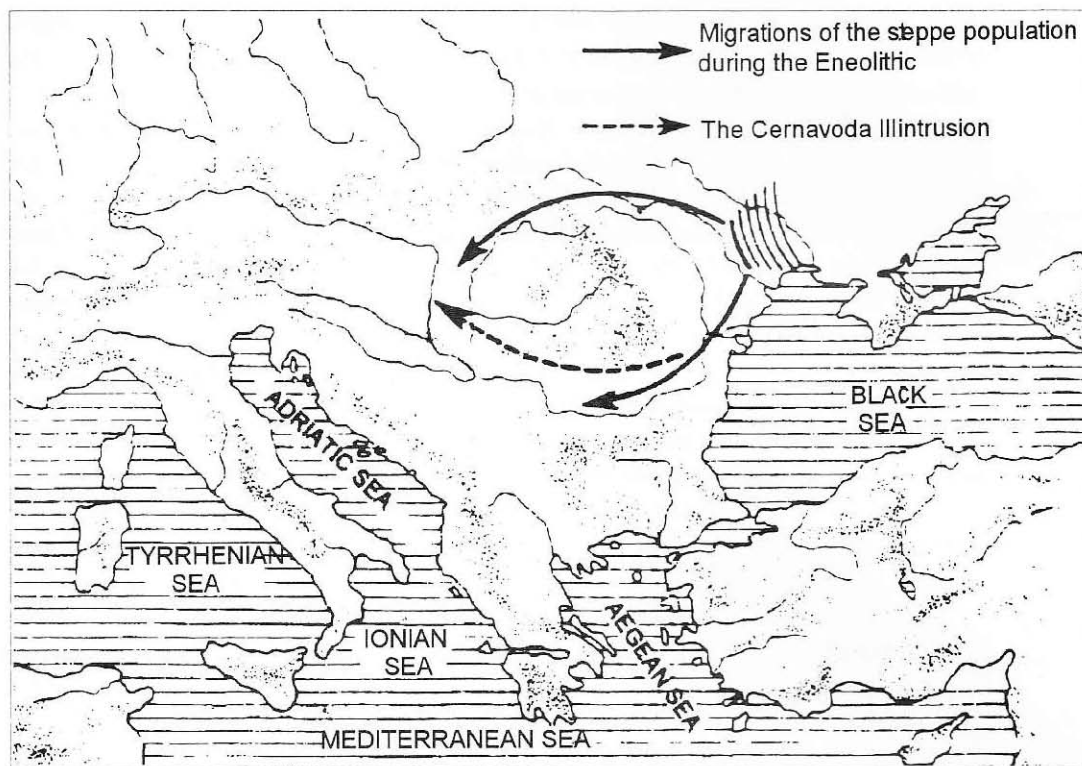 Migrations of the steppe population
during the Eneolithic
The Cernavoda IIIintrusion
BLACK
SEA
ADRIATIC SEA
TYRRHENIAN
SEA
IONIAN
SEA
AEGEAN SEA
MEDITERRANEAN SEA